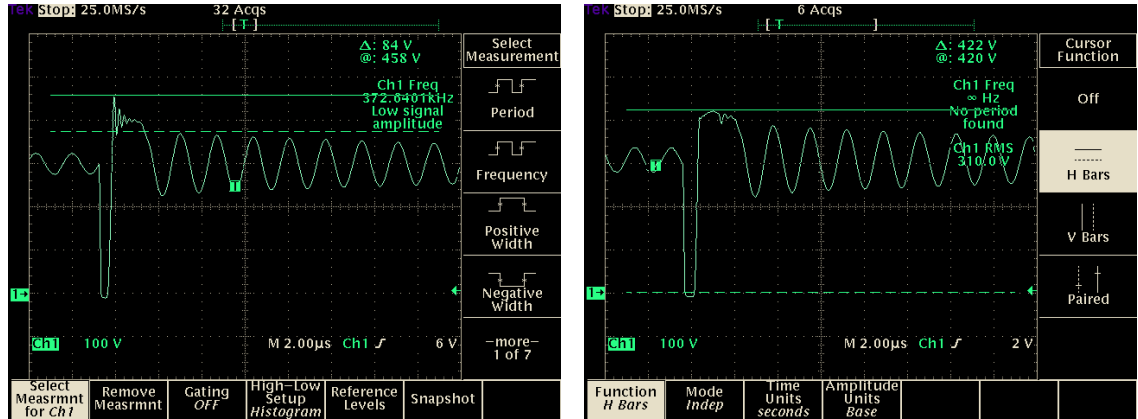 Tek Stop: 25.0MS/s 32 Acqs
[ T ]
Δ: 84 V
@: 458 V
Ch1 Freq
372.6401kHz
Low signal
amplitude
T
1→
Ch1 100 V M 2.00µs Ch1 6 V
Select
Measurement
Period
Frequency
Positive
Width
Negative
Width
–more–
1 of 7
Select
Measrmnt
for Ch1
Remove
Measrmnt
Gating
OFF
High–Low
Setup
Histogram
Reference
Levels
Snapshot
Tek Stop: 25.0MS/s 6 Acqs
[ T ]
Δ: 422 V
@: 420 V
Ch1 Freq
∞ Hz
No period
found
Ch1 RMS
310.0 V
1→
Ch1 100 V M 2.00µs Ch1 2 V
Cursor
Function
Off
H Bars
V Bars
Paired
Function
H Bars
Mode
Indep
Time
Units
seconds
Amplitude
Units
Base